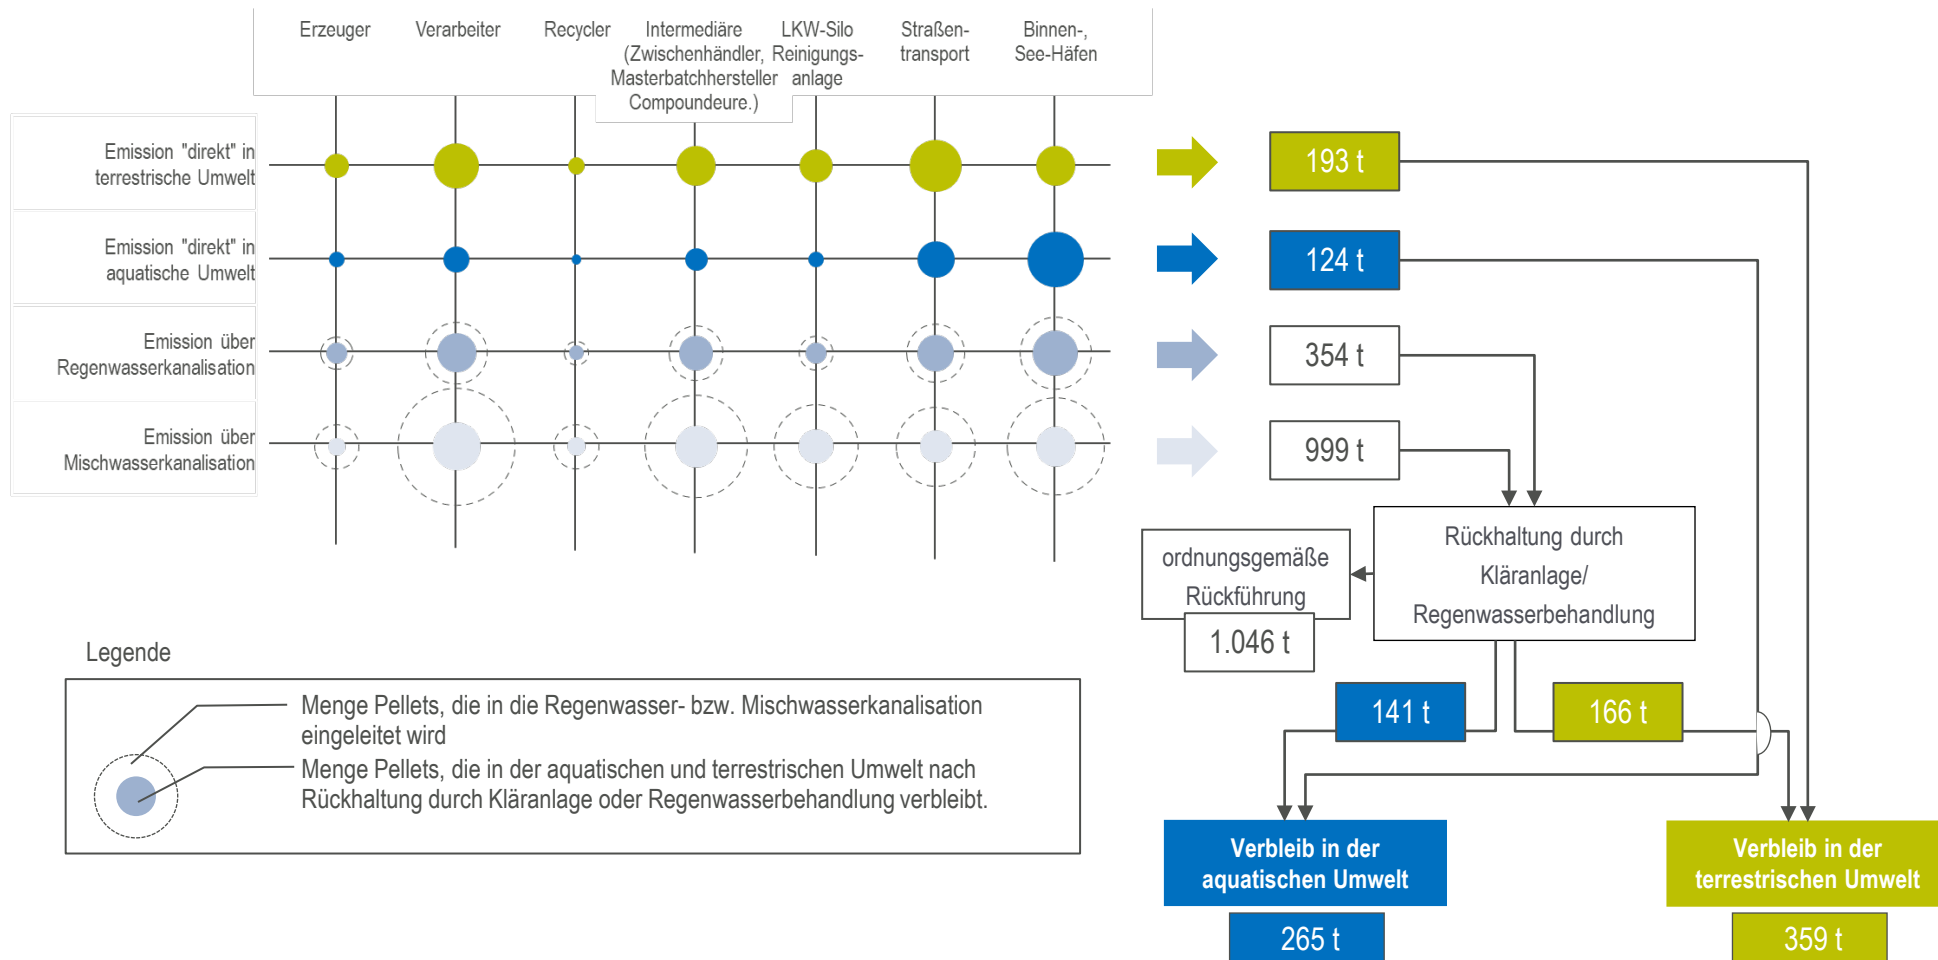 Erzeuger
Verarbeiter
Recycler
Intermediäre
(Zwischenhändler,
Masterbatchhersteller
Compoundeure.)
LKW-Silo
Reinigungs-
anlage
Straßen-
transport
Binnen-,
See-Häfen
Emission "direkt" in
terrestrische Umwelt
193 t
Emission "direkt" in
aquatische Umwelt
124 t
Emission über
Regenwasserkanalisation
354 t
Emission über
Mischwasserkanalisation
999 t
Rückhaltung durch
Kläranlage/
Regenwasserbehandlung
ordnungsgemäße
Rückführung
1.046 t
141 t
166 t
Legende
Menge Pellets, die in die Regenwasser- bzw. Mischwasserkanalisation
eingeleitet wird
Menge Pellets, die in der aquatischen und terrestrischen Umwelt nach
Rückhaltung durch Kläranlage oder Regenwasserbehandlung verbleibt.
Verbleib in der
aquatischen Umwelt
265 t
Verbleib in der
terrestrischen Umwelt
359 t